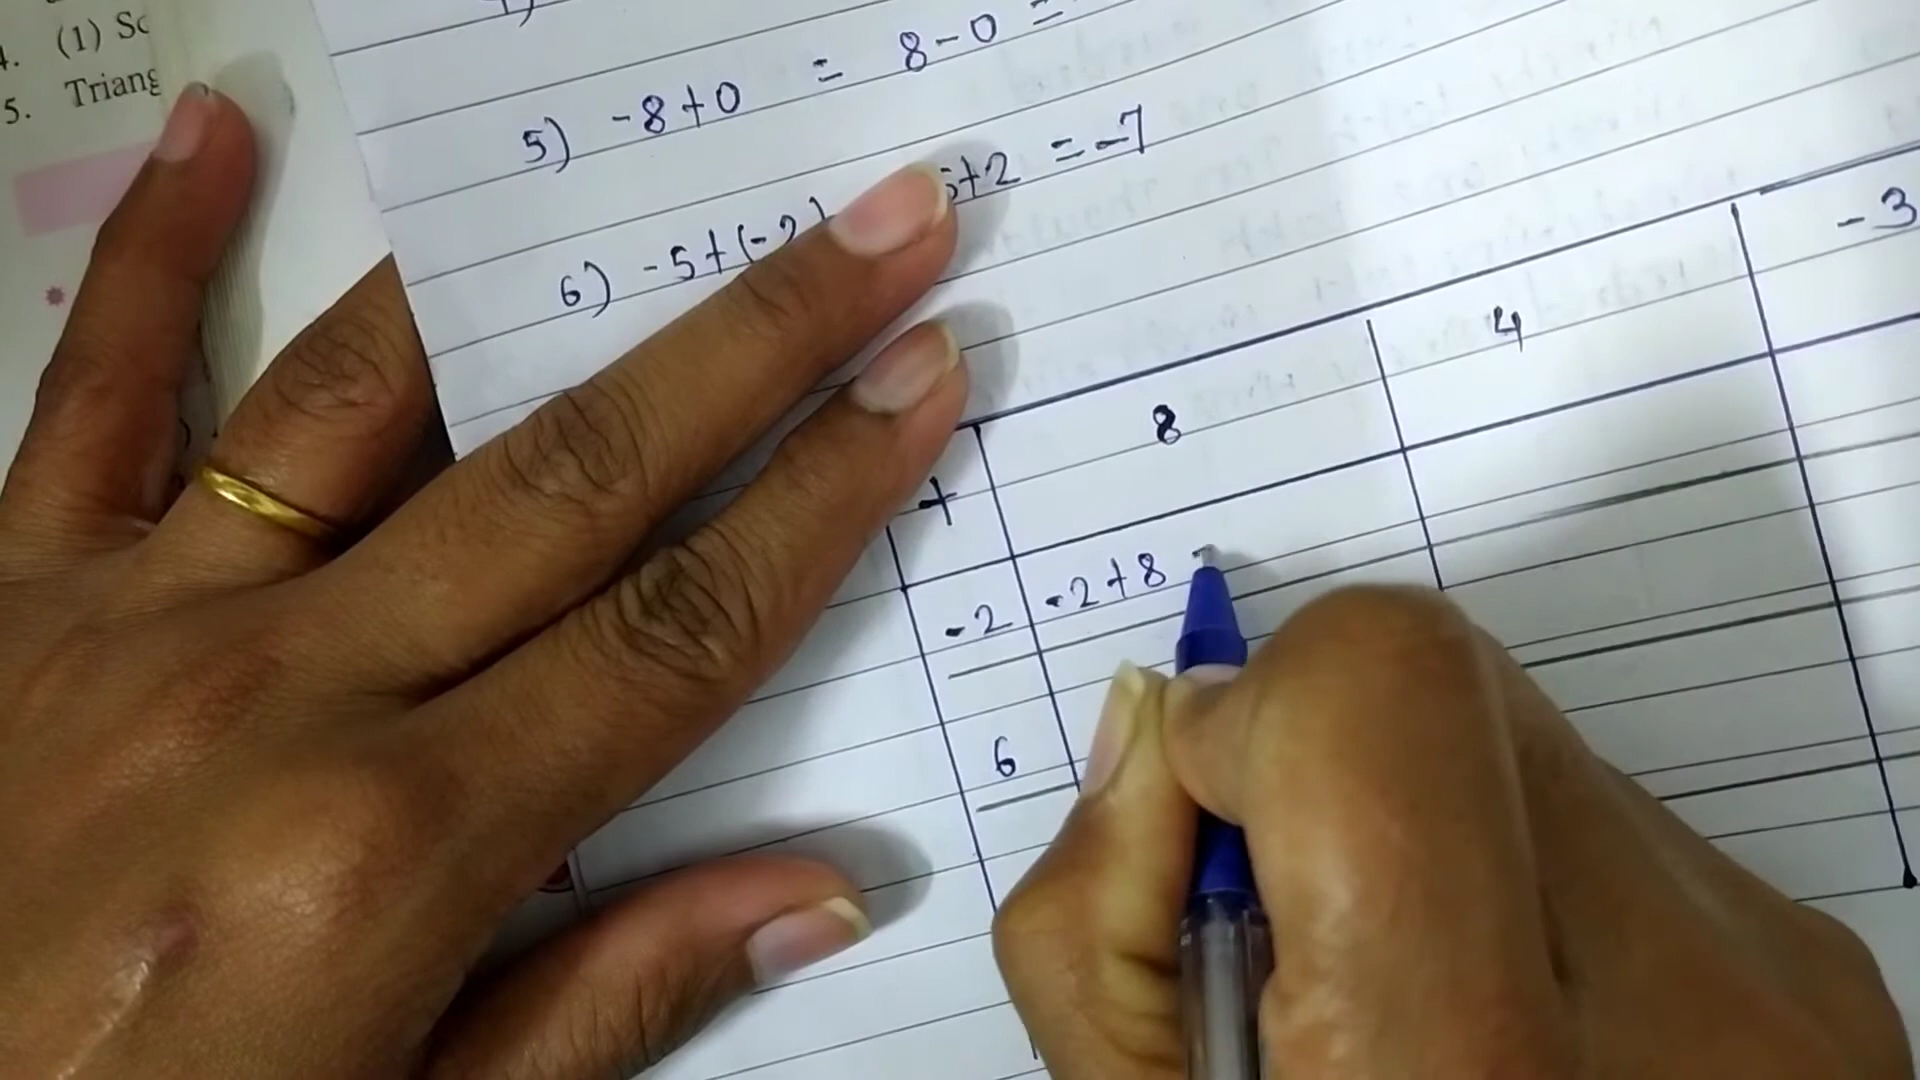 4. (1) Sc
5. Triang
5) -8+0 = 8-0 =
6) -5+(-2) 5+2 =-7
+ 8 4 -3
-2 -2+8
6